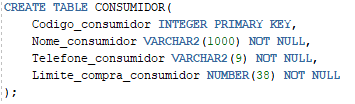 CREATE TABLE CONSUMIDOR(
Codigo_consumidor INTEGER PRIMARY KEY,
Nome_consumidor VARCHAR2(1000) NOT NULL,
Telefone_consumidor VARCHAR2(9) NOT NULL,
Limite_compra_consumidor NUMBER(38) NOT NULL
);